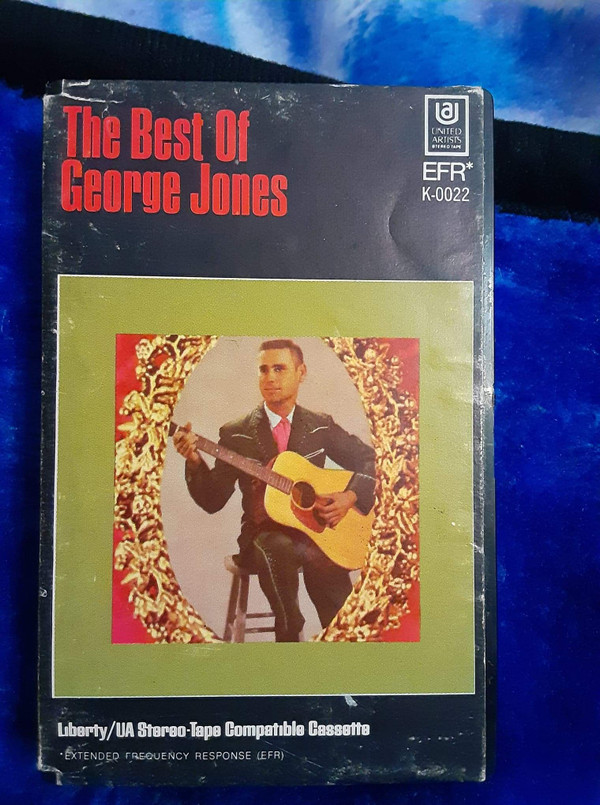 The Best Of
George Jones
UA
UNITED
ARTISTS
STEREO TAPE
EFR*
K-0022
Liberty/UA Stereo-Tape Compatible Cassette
*EXTENDED FREQUENCY RESPONSE (EFR)